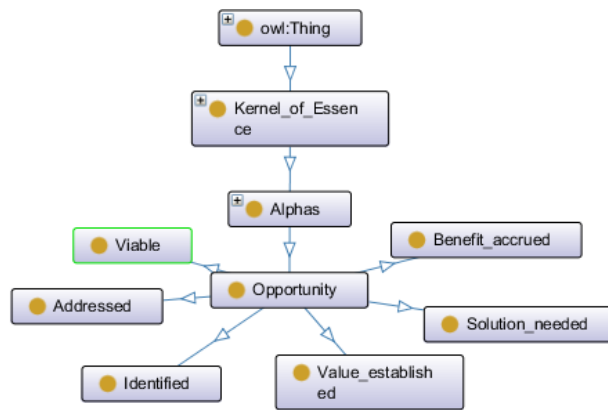 owl:Thing
Kernel_of_Essen
ce
Alphas
Viable
Benefit_accrued
Opportunity
Addressed
Solution_needed
Identified
Value_establish
ed